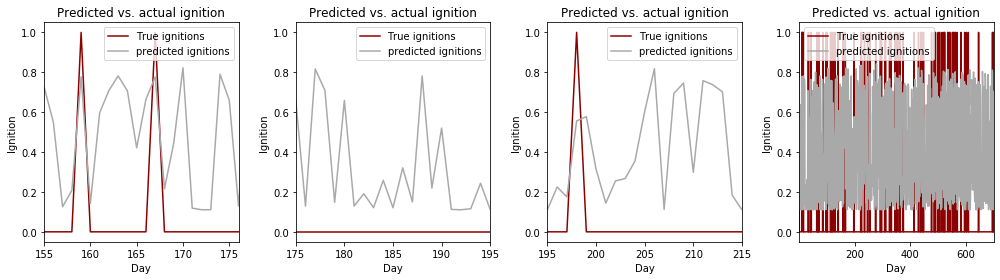 Predicted vs. actual ignition
True ignitions
predicted ignitions
Ignition
1.0
0.8
0.6
0.4
0.2
0.0
155
160
165
170
175
Day
Predicted vs. actual ignition
True ignitions
predicted ignitions
Ignition
1.0
0.8
0.6
0.4
0.2
0.0
175
180
185
190
195
Day
Predicted vs. actual ignition
True ignitions
predicted ignitions
Ignition
1.0
0.8
0.6
0.4
0.2
0.0
195
200
205
210
215
Day
Predicted vs. actual ignition
True ignitions
predicted ignitions
Ignition
1.0
0.8
0.6
0.4
0.2
0.0
200
400
600
Day